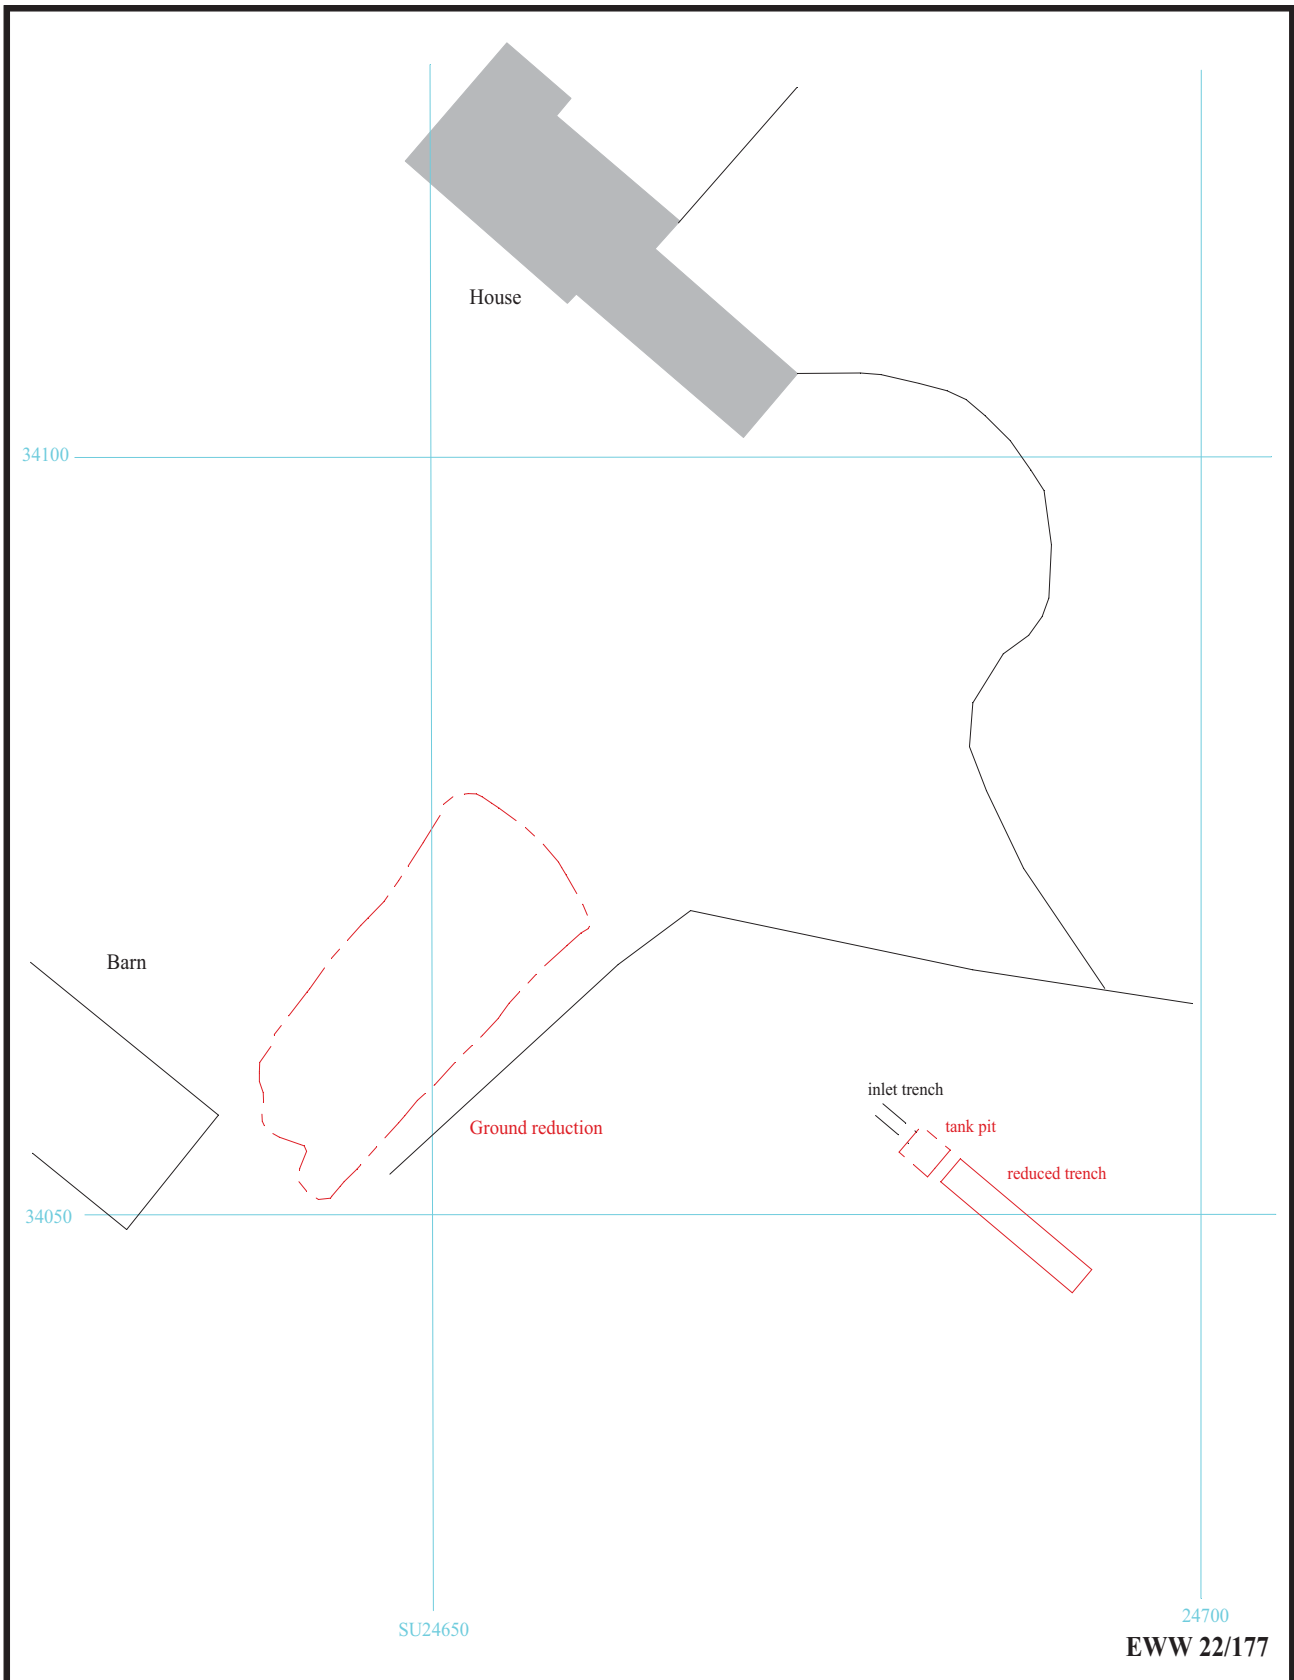 House
34100
Barn
inlet trench
Ground reduction
tank pit
reduced trench
34050
SU24650
24700
EWW 22/177